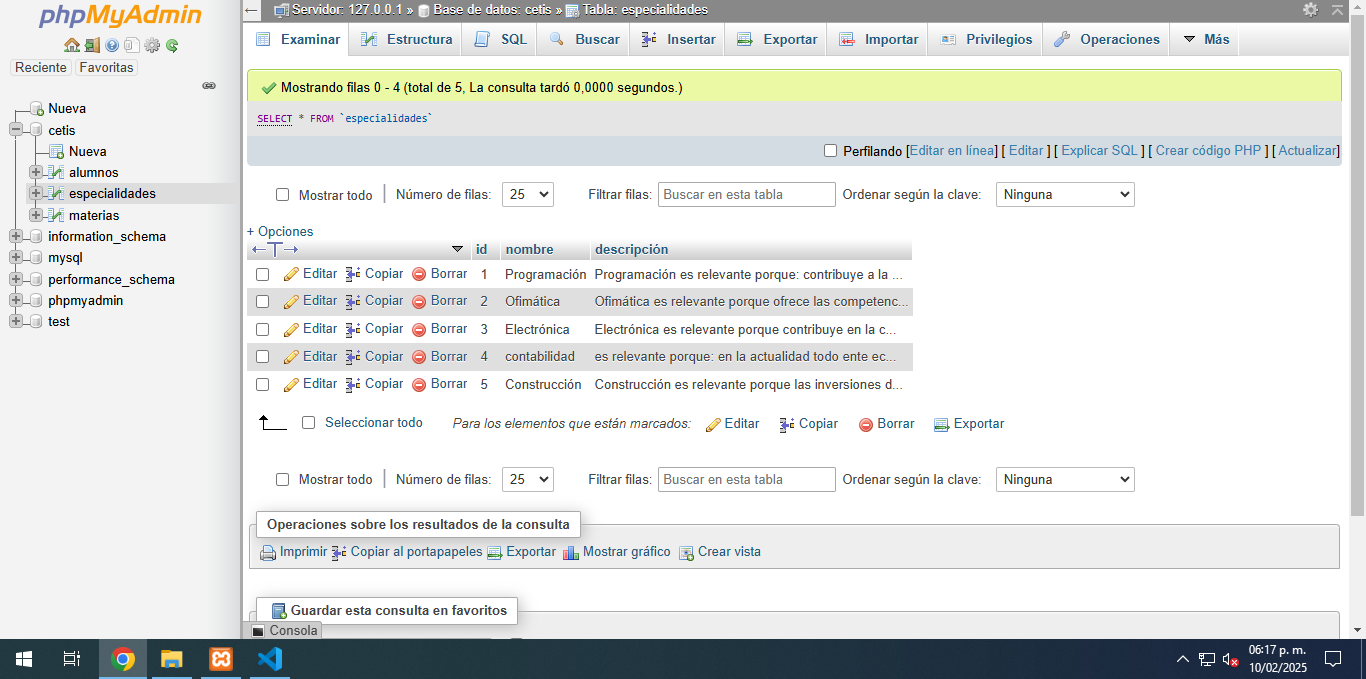 phpMyAdmin
Reciente Favoritas
Nueva
cetis
Nueva
alumnos
especialidades
materias
information_schema
mysql
performance_schema
phpmyadmin
test
Servidor: 127.0.0.1 » Base de datos: cetis » Tabla: especialidades
Examinar Estructura SQL Buscar Insertar Exportar Importar Privilegios Operaciones Más
Mostrando filas 0 - 4 (total de 5, La consulta tardó 0,0000 segundos.)
SELECT * FROM `especialidades`
Perfilando [Editar en línea] [ Editar ] [ Explicar SQL ] [ Crear código PHP ] [ Actualizar]
Mostrar todo | Número de filas: 25 Filtrar filas: Buscar en esta tabla Ordenar según la clave: Ninguna
+ Opciones
←T→ id nombre descripción
Editar Copiar Borrar 1 Programación Programación es relevante porque: contribuye a la ...
Editar Copiar Borrar 2 Ofimática Ofimática es relevante porque ofrece las competenc...
Editar Copiar Borrar 3 Electrónica Electrónica es relevante porque contribuye en la c...
Editar Copiar Borrar 4 contabilidad es relevante porque: en la actualidad todo ente ec...
Editar Copiar Borrar 5 Construcción Construcción es relevante porque las inversiones d...
Seleccionar todo Para los elementos que están marcados: Editar Copiar Borrar Exportar
Mostrar todo | Número de filas: 25 Filtrar filas: Buscar en esta tabla Ordenar según la clave: Ninguna
Operaciones sobre los resultados de la consulta
Imprimir Copiar al portapapeles Exportar Mostrar gráfico Crear vista
Guardar esta consulta en favoritos
Consola
06:17 p. m.
10/02/2025